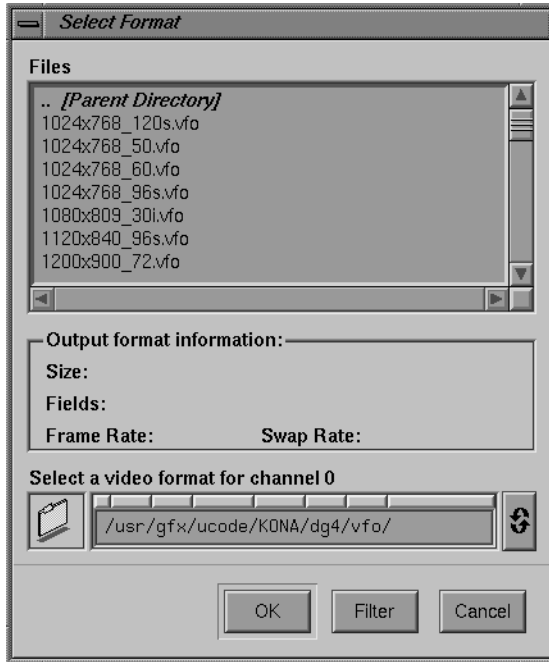 Select Format
Files
.. [Parent Directory]
1024x768_120s.vfo
1024x768_50.vfo
1024x768_60.vfo
1024x768_96s.vfo
1080x809_30i.vfo
1120x840_96s.vfo
1200x900_72.vfo
Output format information:
Size:
Fields:
Frame Rate: Swap Rate:
Select a video format for channel 0
/usr/gfx/ucode/KONA/dg4/vfo/
OK Filter Cancel